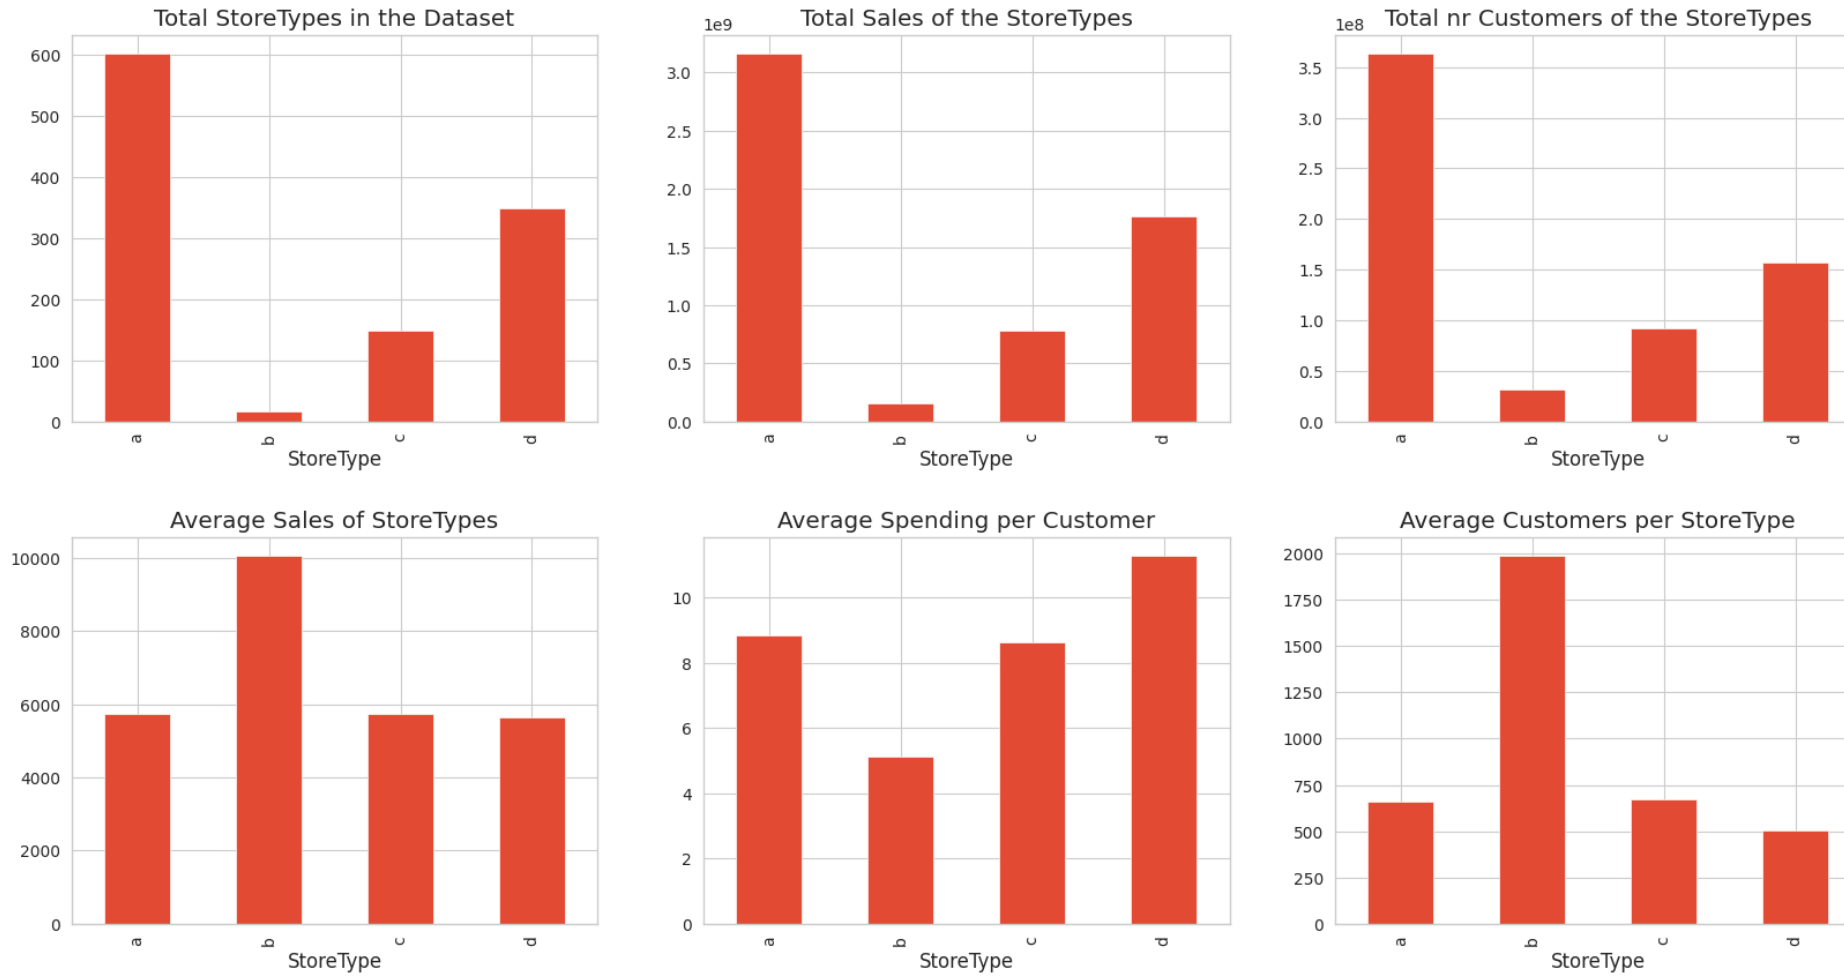 Total StoreTypes in the Dataset
600
500
400
300
200
100
0
a
b
c
d
StoreType
Total Sales of the StoreTypes
1e9
3.0
2.5
2.0
1.5
1.0
0.5
0.0
a
b
c
d
StoreType
Total nr Customers of the StoreTypes
1e8
3.5
3.0
2.5
2.0
1.5
1.0
0.5
0.0
a
b
c
d
StoreType
Average Sales of StoreTypes
10000
8000
6000
4000
2000
0
a
b
c
d
StoreType
Average Spending per Customer
10
8
6
4
2
0
a
b
c
d
StoreType
Average Customers per StoreType
2000
1750
1500
1250
1000
750
500
250
0
a
b
c
d
StoreType